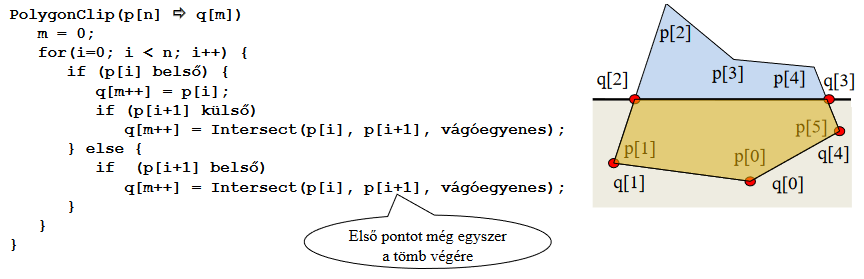 PolygonClip(p[n] ⇨ q[m])
m = 0;
for(i=0; i < n; i++) {
if (p[i] belső) {
q[m++] = p[i];
if (p[i+1] külső)
q[m++] = Intersect(p[i], p[i+1], vágóegyenes);
} else {
if (p[i+1] belső)
q[m++] = Intersect(p[i], p[i+1], vágóegyenes);
}
}
}
Első pontot még egyszer
a tömb végére
p[2]
p[3]
p[4]
q[2]
q[3]
p[5]
p[1]
p[0]
q[4]
q[1]
q[0]